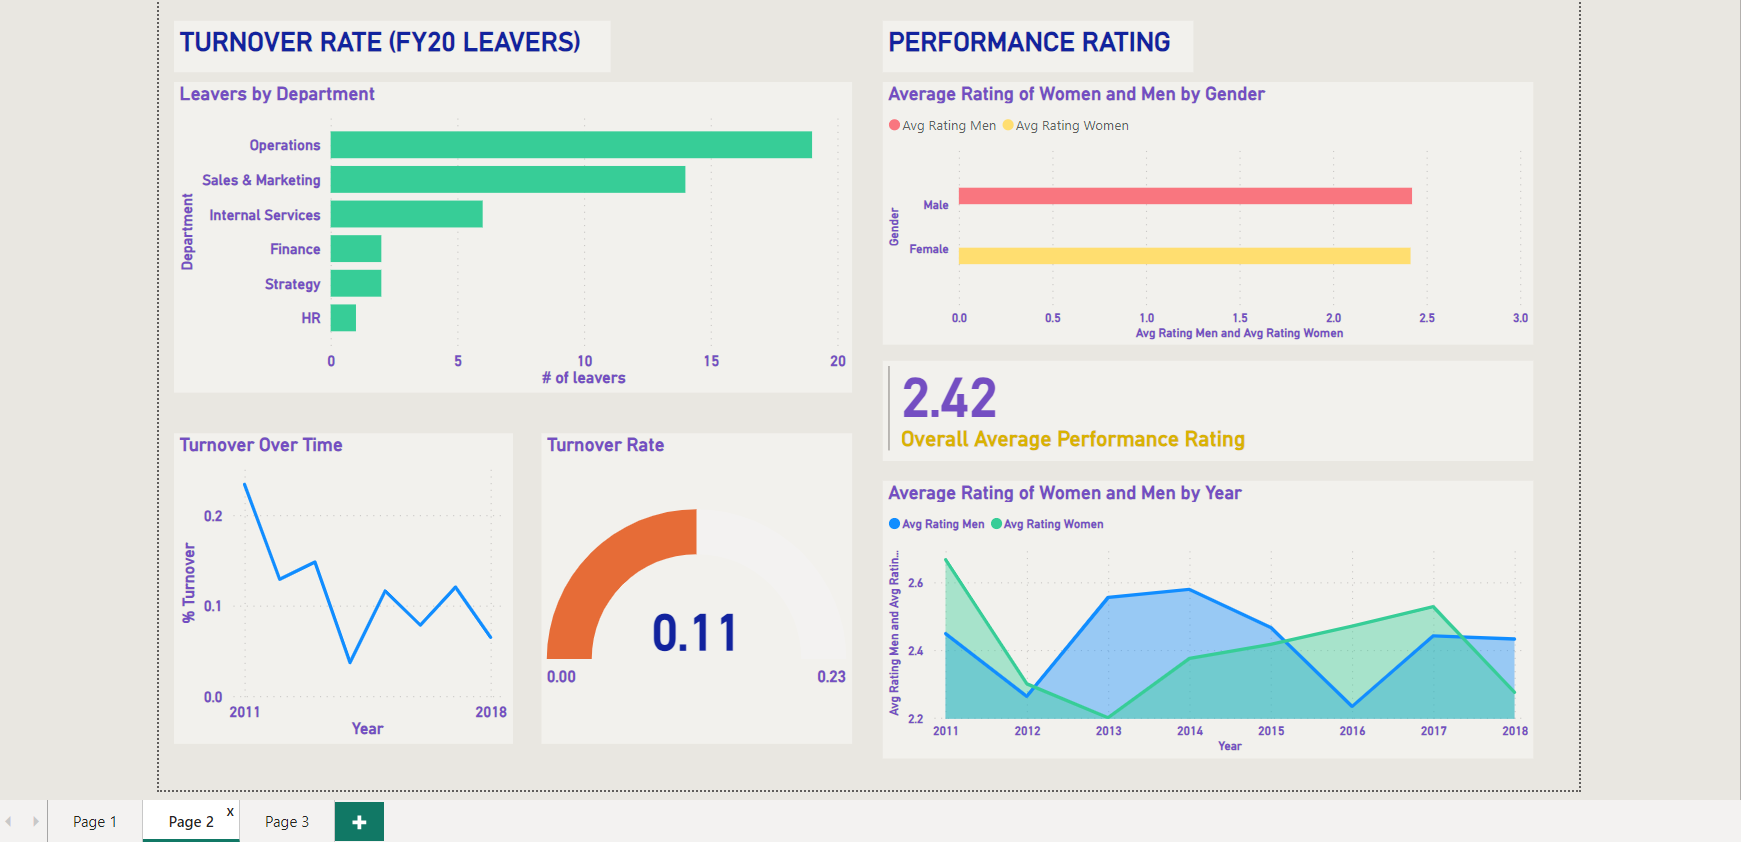 TURNOVER RATE (FY20 LEAVERS)
Leavers by Department
Department
Operations
Sales & Marketing
Internal Services
Finance
Strategy
HR
0 5 10 15 20
# of leavers
Turnover Over Time
% Turnover
0.2
0.1
0.0
2011 2018
Year
Turnover Rate
0.11
0.00 0.23
PERFORMANCE RATING
Average Rating of Women and Men by Gender
Avg Rating Men Avg Rating Women
Gender
Male
Female
0.0 0.5 1.0 1.5 2.0 2.5 3.0
Avg Rating Men and Avg Rating Women
2.42
Overall Average Performance Rating
Average Rating of Women and Men by Year
Avg Rating Men Avg Rating Women
Avg Rating Men and Avg Ratin...
2.6
2.4
2.2
2011 2012 2013 2014 2015 2016 2017 2018
Year
Page 1 Page 2 x Page 3 +